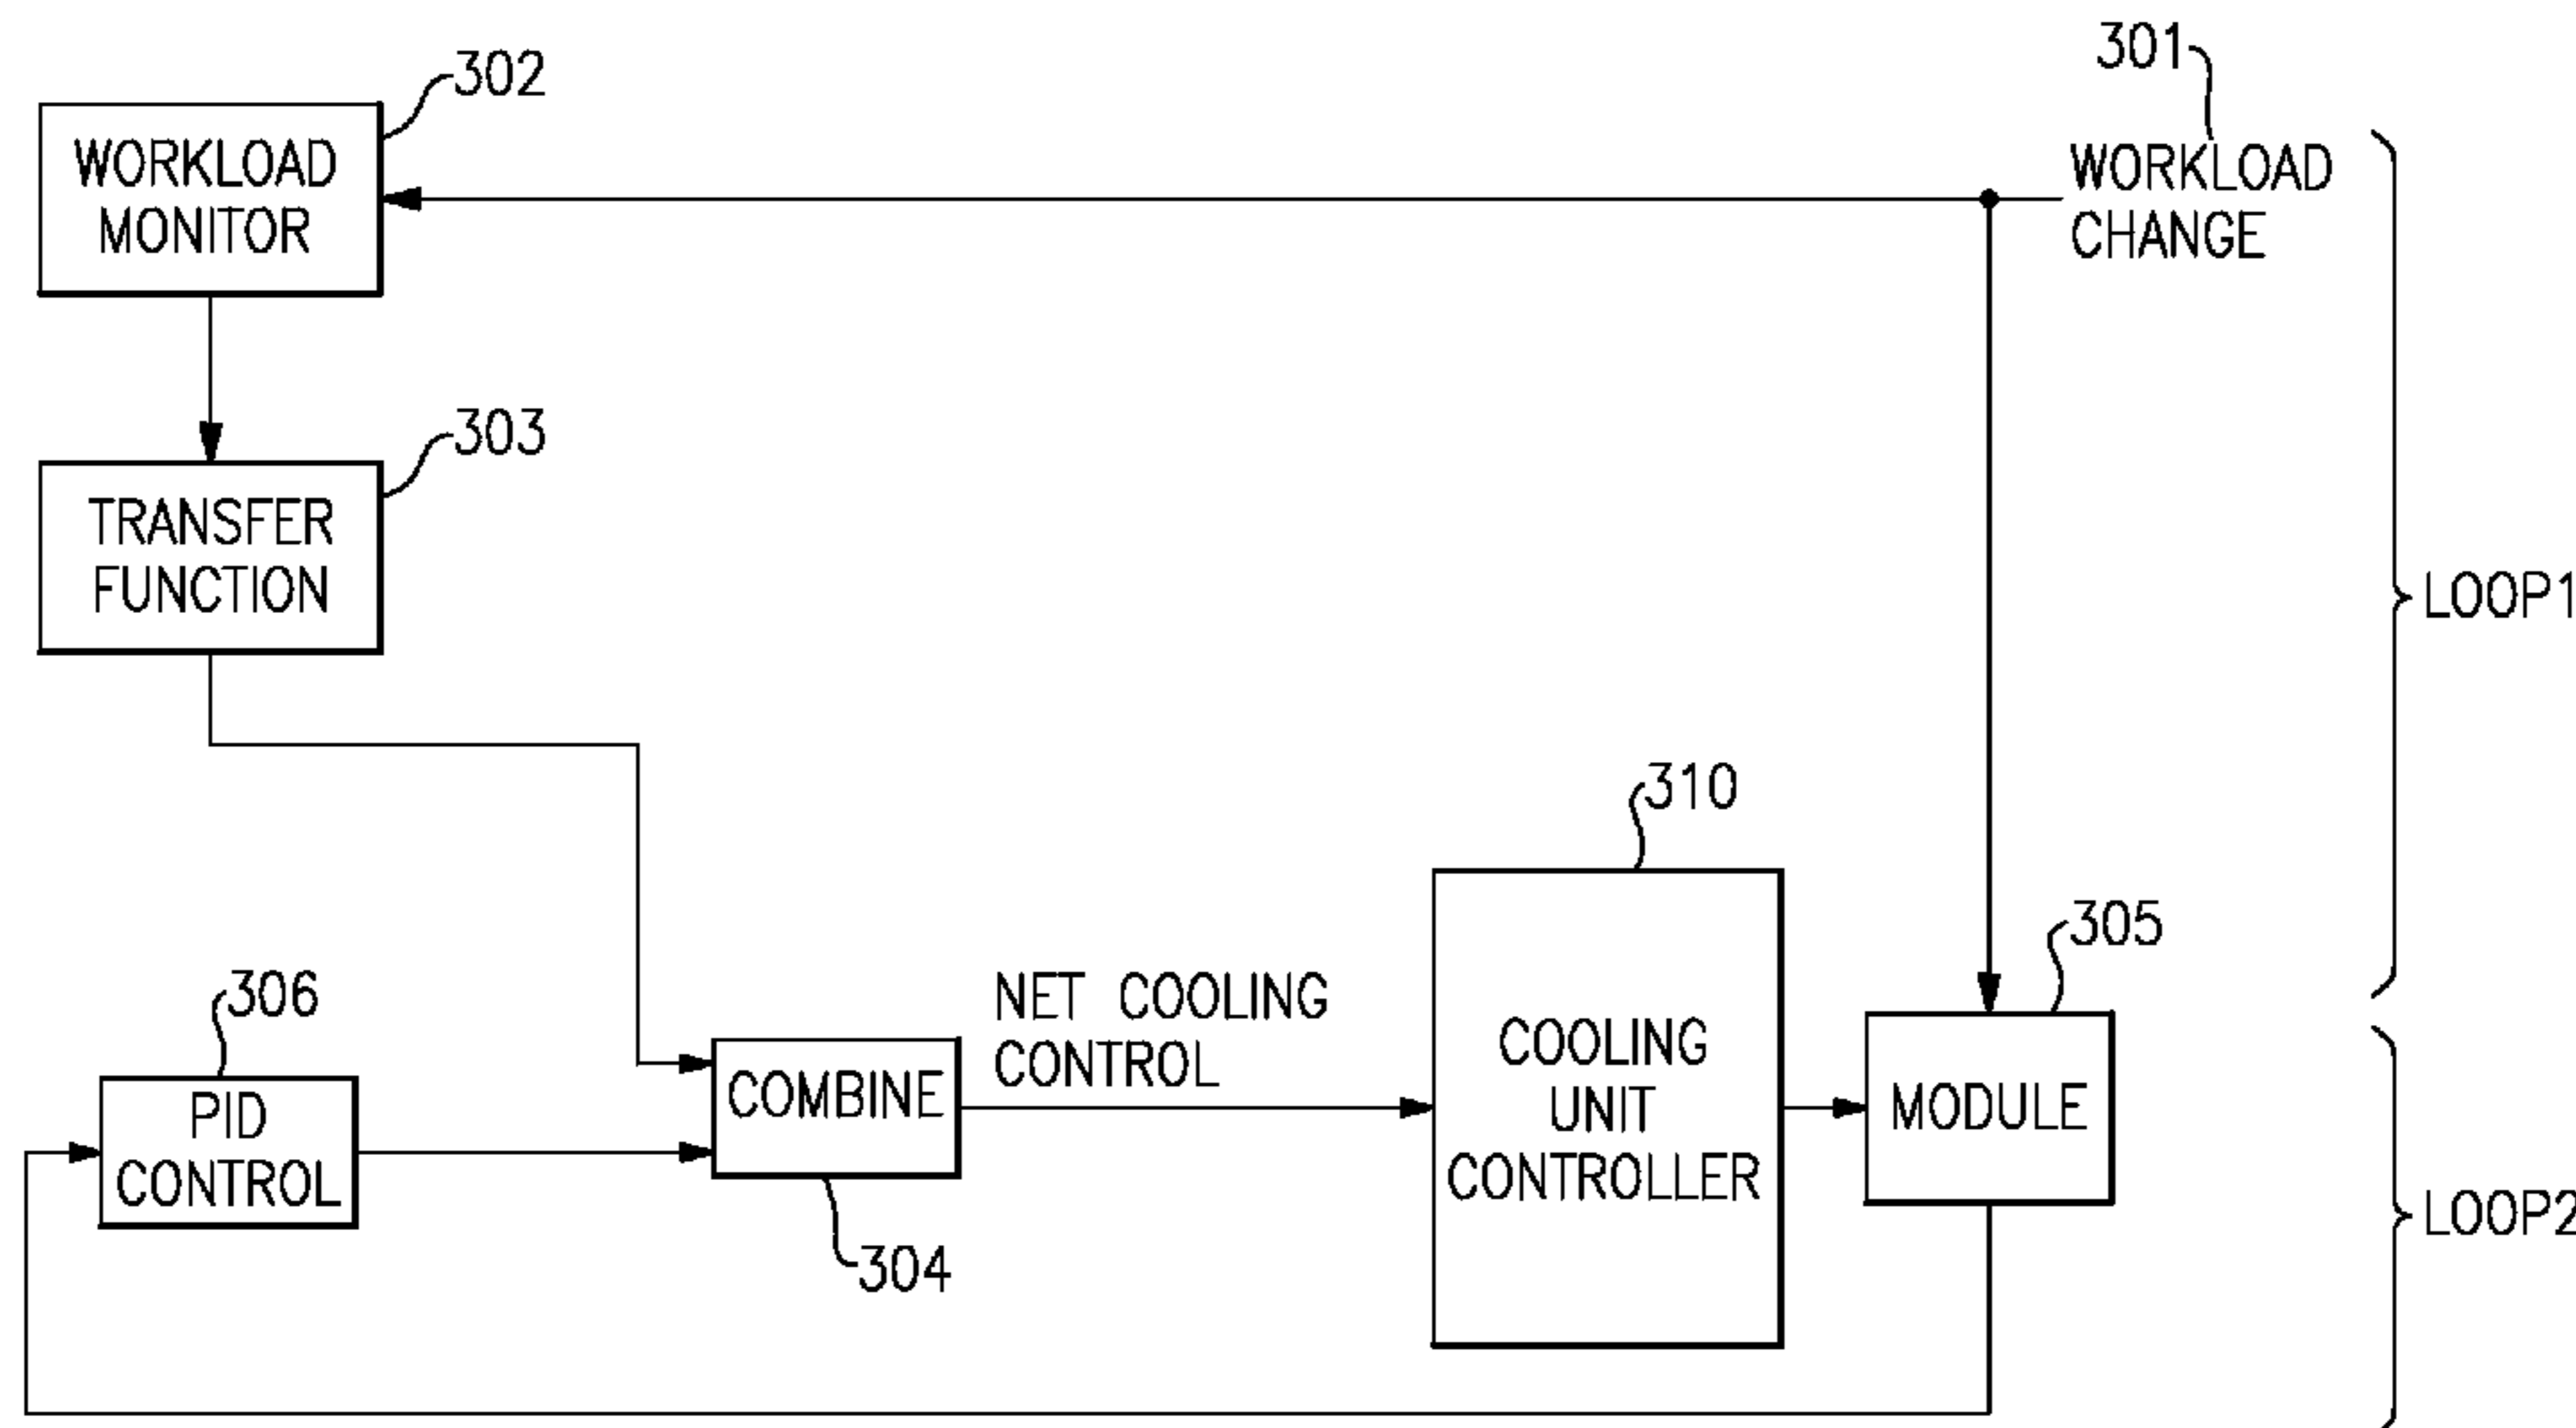 301
302
WORKLOAD
MONITOR
WORKLOAD
CHANGE
303
TRANSFER
FUNCTION
LOOP1
310
305
306
NET COOLING
CONTROL
PID
CONTROL
COMBINE
COOLING
UNIT
CONTROLLER
MODULE
304
LOOP2